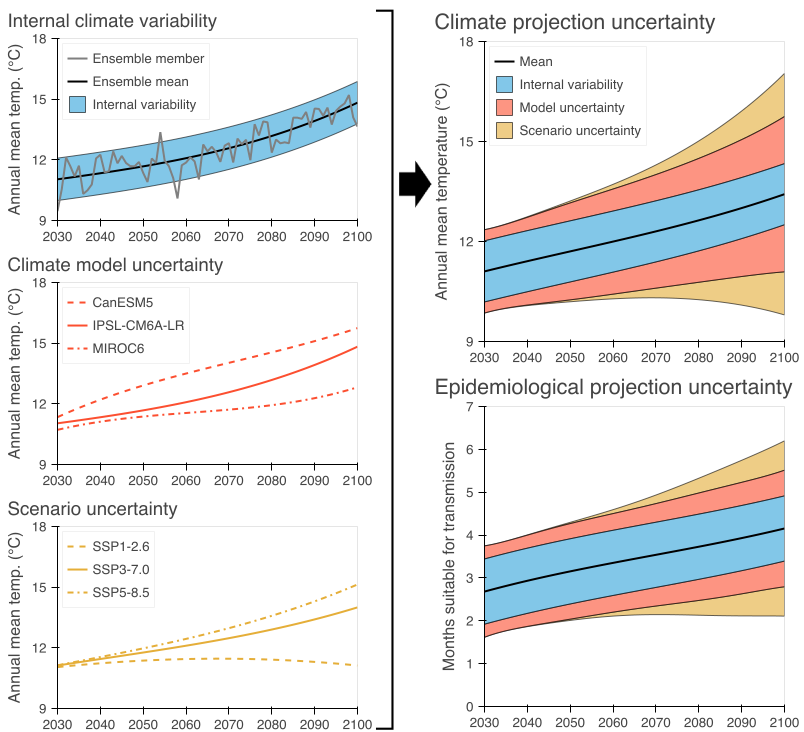 Internal climate variability
Annual mean temp. (°C)
18
15
12
9
Ensemble member
Ensemble mean
Internal variability
2030 2040 2050 2060 2070 2080 2090 2100
Climate model uncertainty
Annual mean temp. (°C)
18
15
12
9
CanESM5
IPSL-CM6A-LR
MIROC6
2030 2040 2050 2060 2070 2080 2090 2100
Scenario uncertainty
Annual mean temp. (°C)
18
15
12
9
SSP1-2.6
SSP3-7.0
SSP5-8.5
2030 2040 2050 2060 2070 2080 2090 2100
Climate projection uncertainty
Annual mean temperature (°C)
18
15
12
9
Mean
Internal variability
Model uncertainty
Scenario uncertainty
2030 2040 2050 2060 2070 2080 2090 2100
Epidemiological projection uncertainty
Months suitable for transmission
7
6
5
4
3
2
1
0
2030 2040 2050 2060 2070 2080 2090 2100